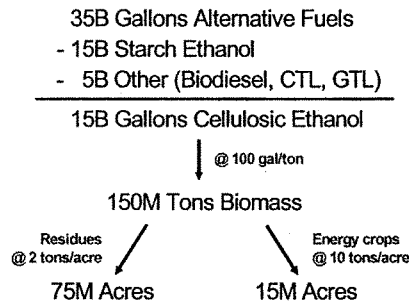 35B Gallons Alternative Fuels
- 15B Starch Ethanol
- 5B Other (Biodiesel, CTL, GTL)
15B Gallons Cellulosic Ethanol
@ 100 gal/ton
150M Tons Biomass
Residues
@ 2 tons/acre
Energy crops
@ 10 tons/acre
75M Acres
15M Acres